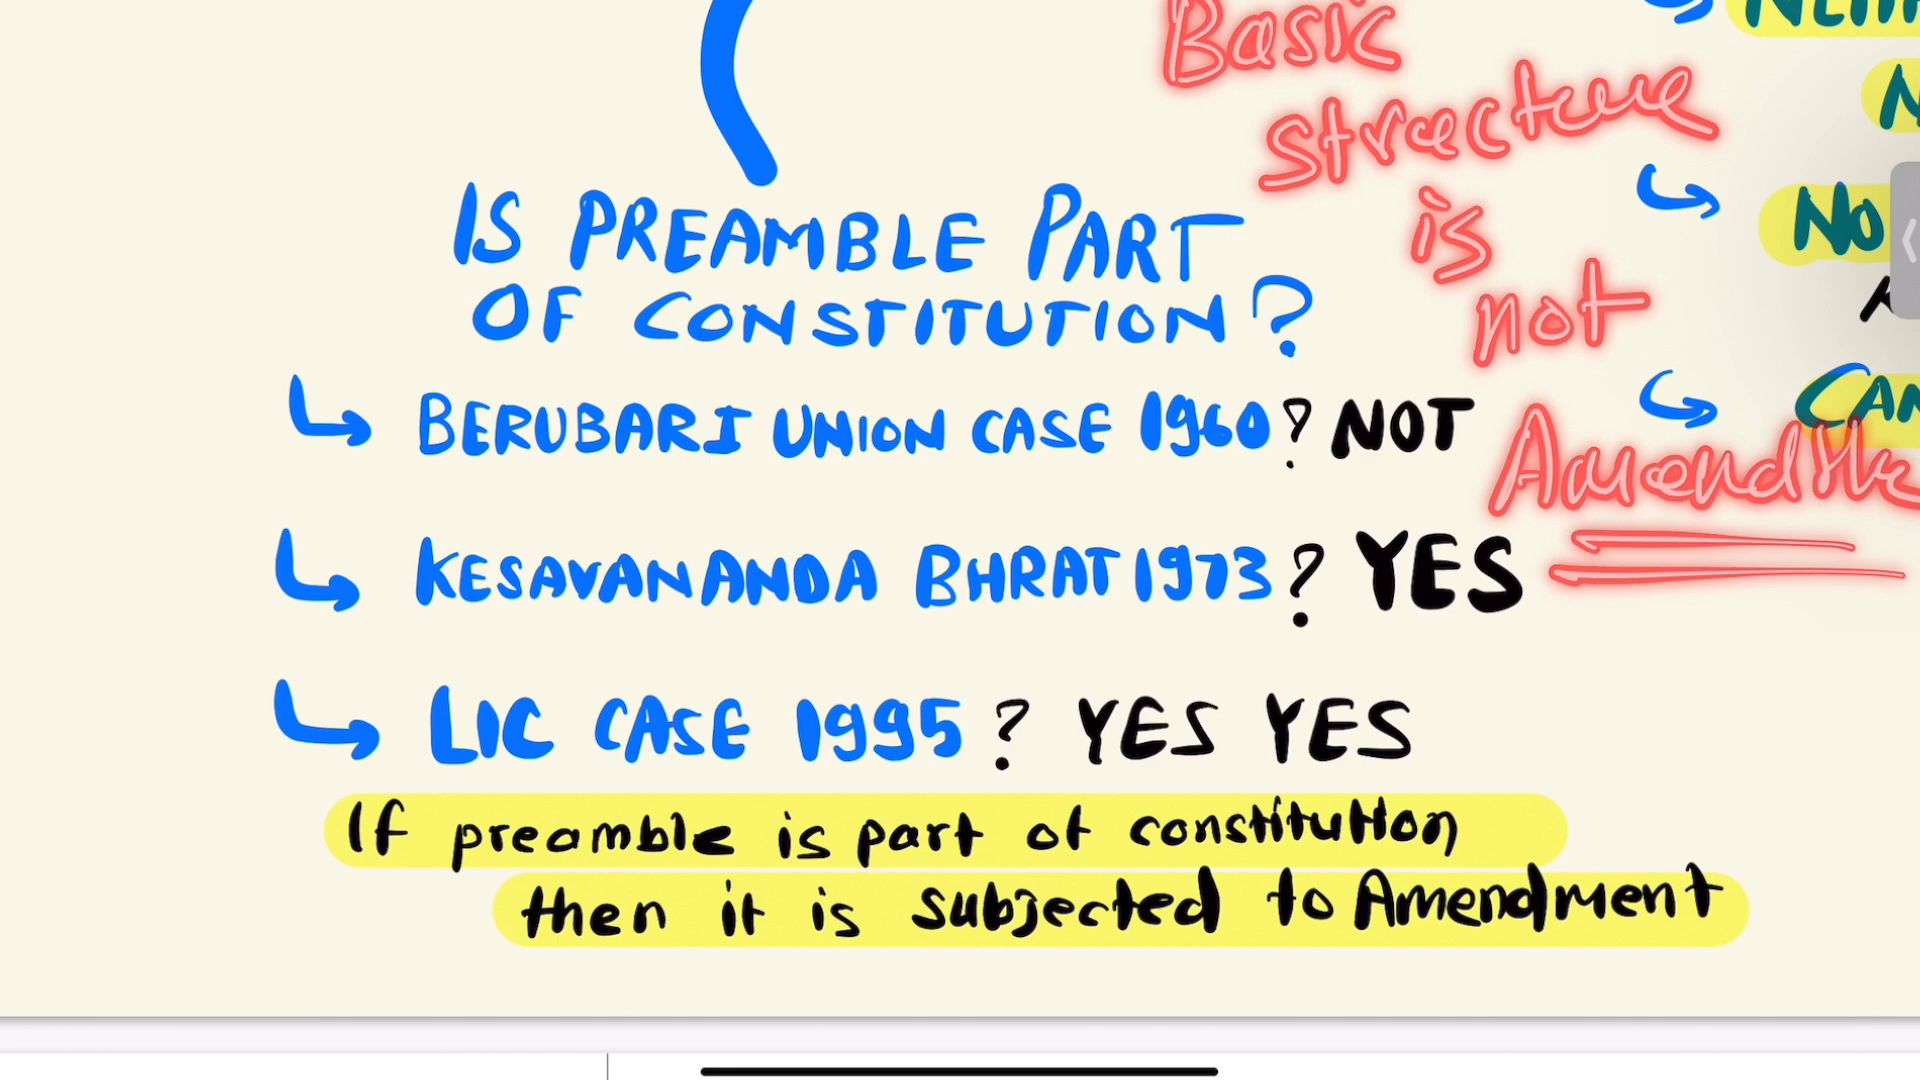 Basic
structure
is
not
IS PREAMBLE PART
OF CONSTITUTION?
BERUBARI UNION CASE 1960? NOT
KESAVANANDA BHRAT 1973? YES
LIC CASE 1995? YES YES
If preamble is part of constitution
then it is subjected to Amendment
NO